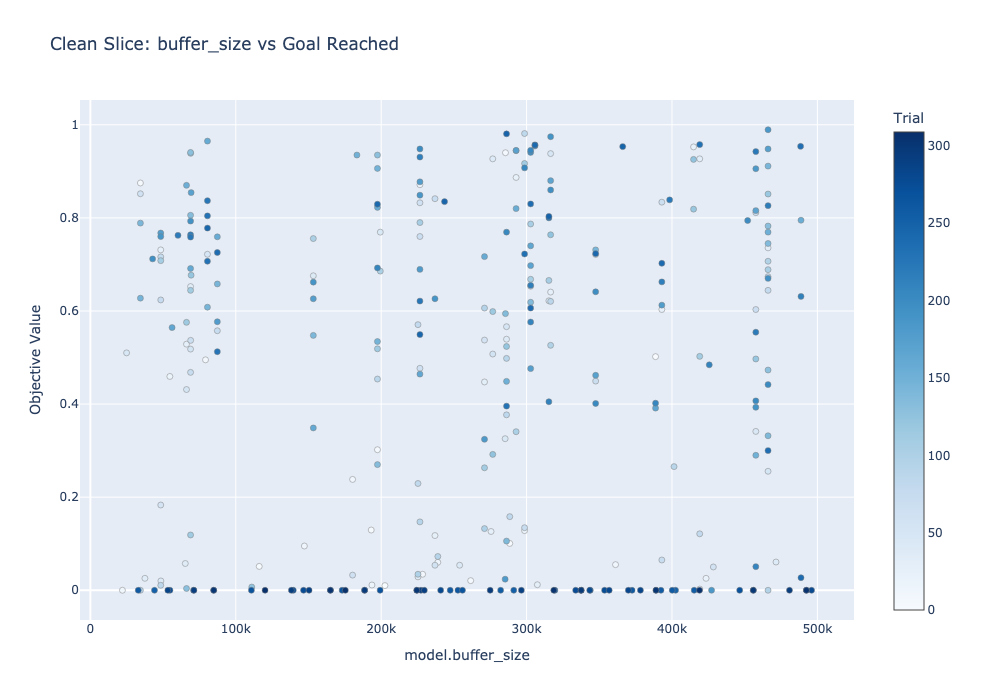 Clean Slice: buffer_size vs Goal Reached
Trial
1
0.8
0.6
0.4
0.2
0
Objective Value
0
100k
200k
300k
400k
500k
model.buffer_size
300
250
200
150
100
50
0